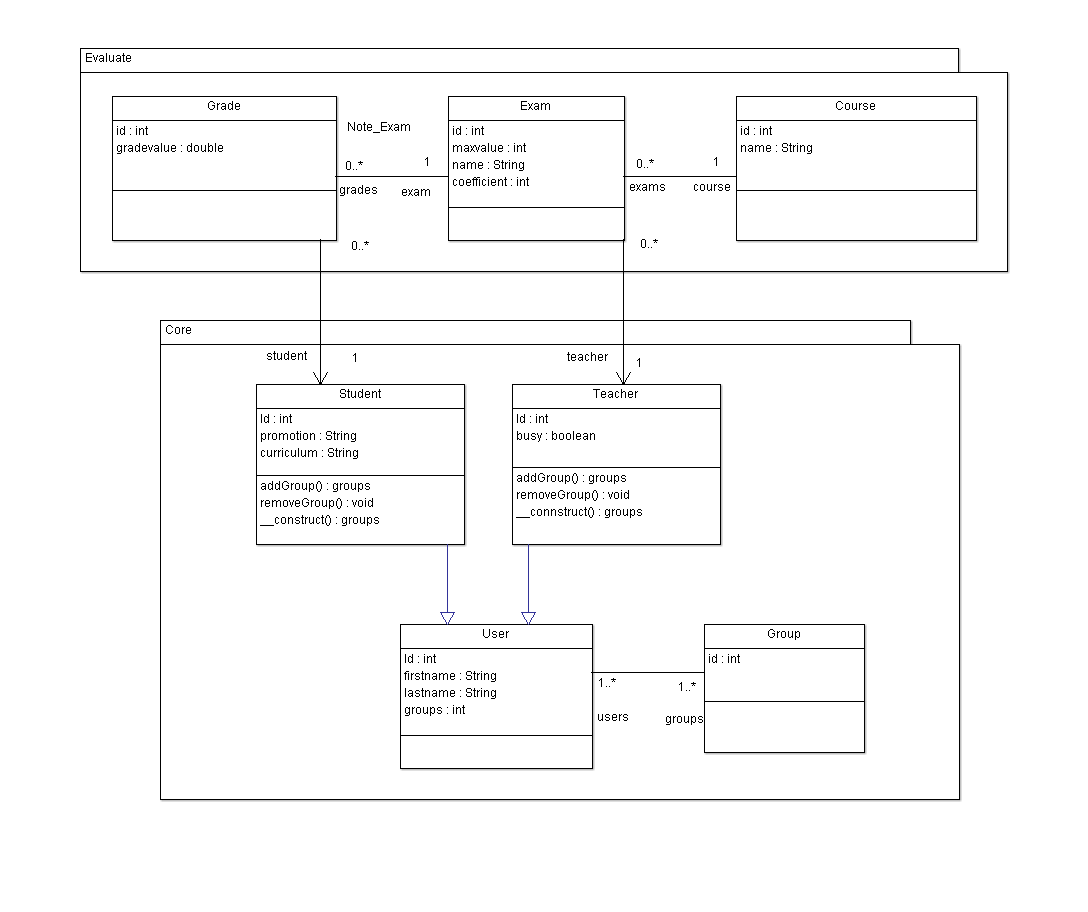 Evaluate
Grade
id : int
gradevalue : double
Note_Exam
0..*
1
grades
exam
Exam
id : int
maxvalue : int
name : String
coefficient : int
0..*
1
exams
course
Course
id : int
name : String
0..*
0..*
Core
student
1
teacher
1
Student
Id : int
promotion : String
curriculum : String
addGroup() : groups
removeGroup() : void
__construct() : groups
Teacher
Id : int
busy : boolean
addGroup() : groups
removeGroup() : void
__connstruct() : groups
User
Id : int
firstname : String
lastname : String
groups : int
1..*
1..*
users
groups
Group
id : int